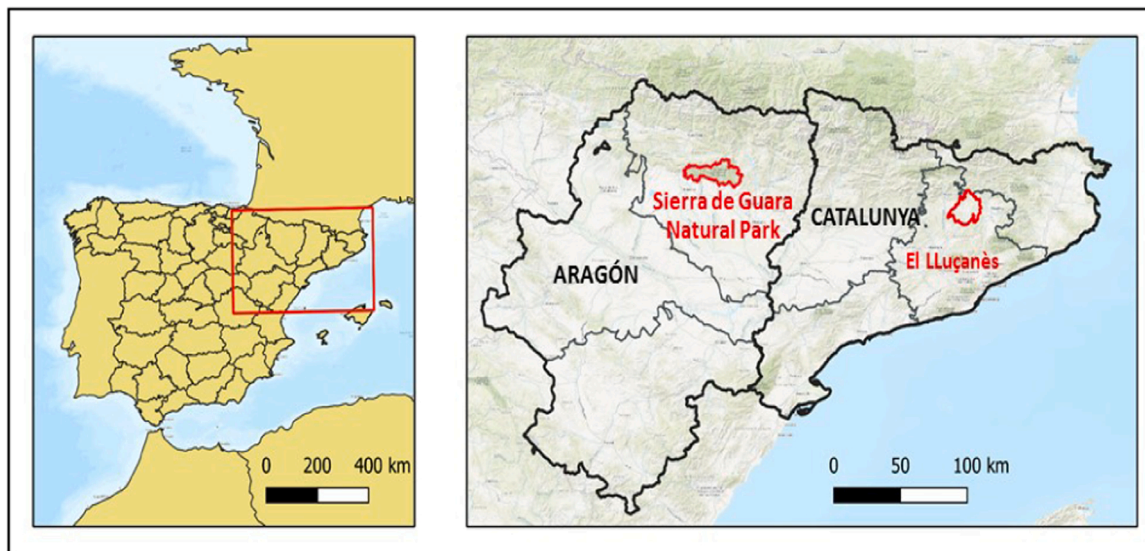 0 200 400 km
Sierra de Guara
Natural Park
CATALUNYA
ARAGÓN
El LLuçanès
0 50 100 km